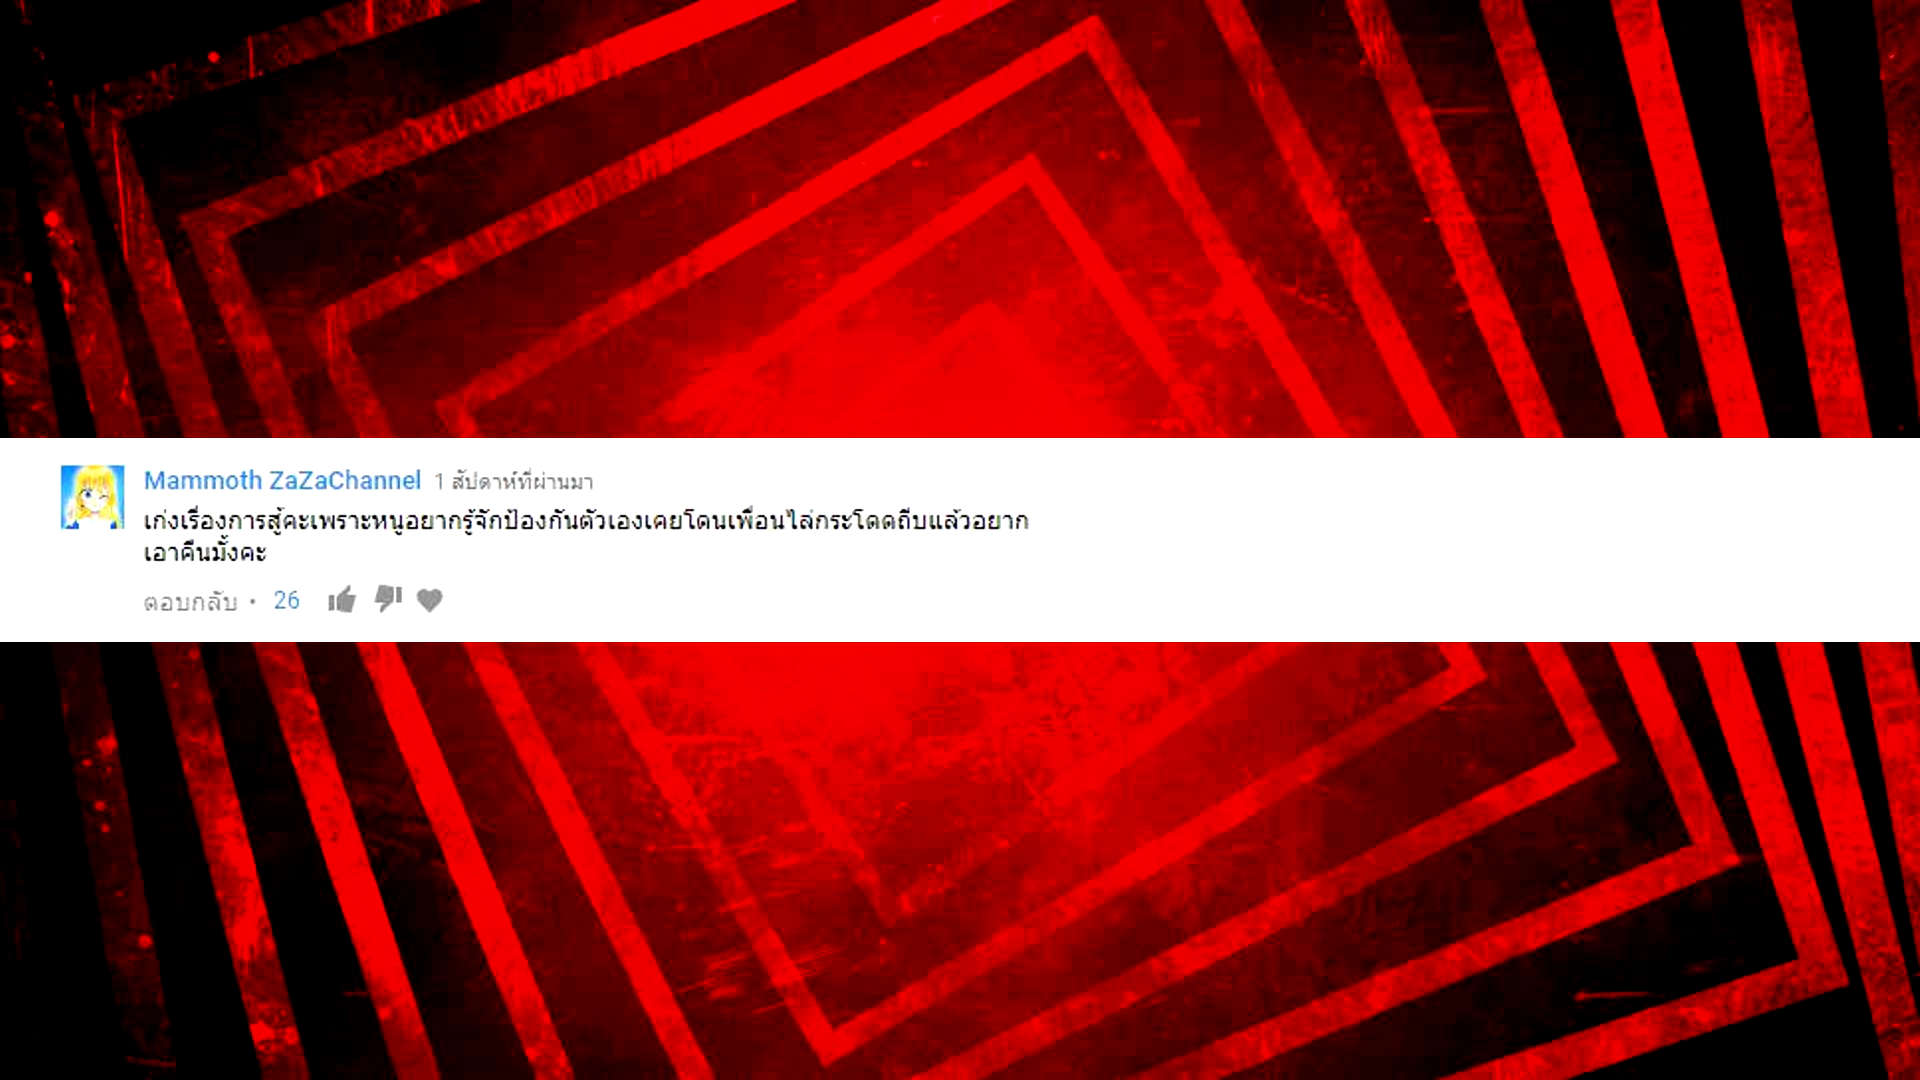 Mammoth ZaZaChannel 1 สัปดาห์ที่ผ่านมา
เก่งเรื่องการสู้คะเพราะหนูอยากรู้จักป้องกันตัวเองเคยโดนเพื่อนไล่กระโดดถีบแล้วอยาก
เอาคืนมั้งคะ
ตอบกลับ • 26